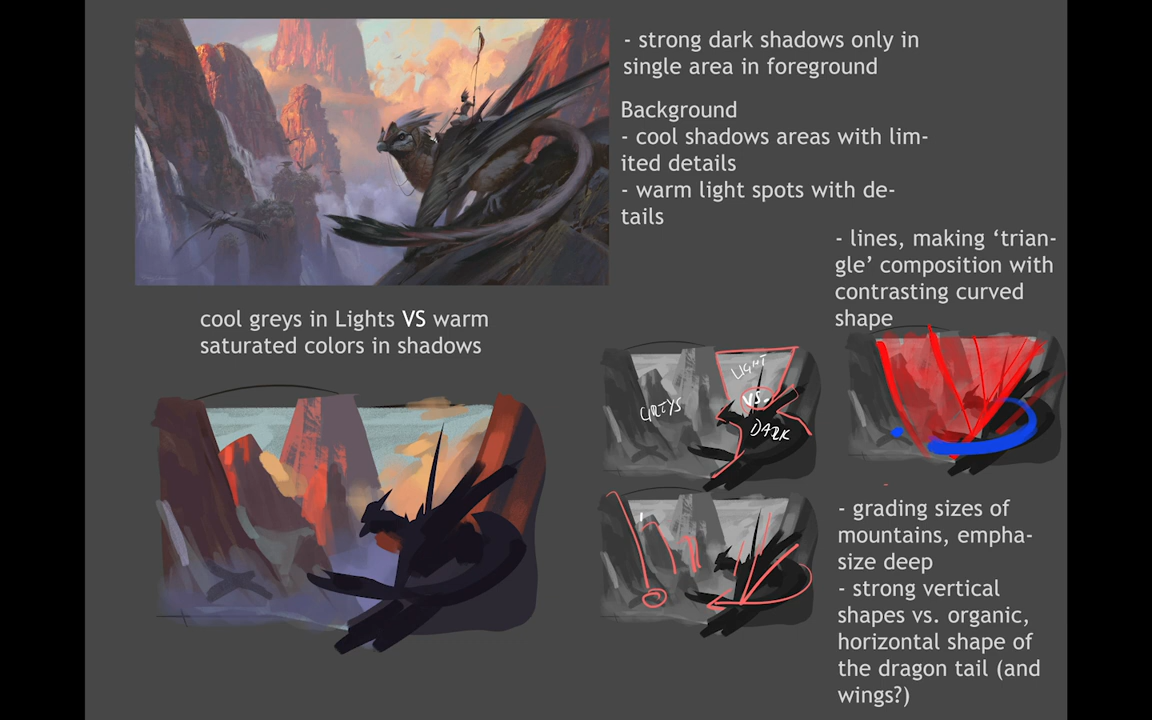 - strong dark shadows only in
single area in foreground
Background
- cool shadows areas with lim-
ited details
- warm light spots with de-
tails
- lines, making ‘trian-
gle’ composition with
contrasting curved
shape
cool greys in Lights VS warm
saturated colors in shadows
LIGHT
GREYS
VS.
DARK
- grading sizes of
mountains, empha-
size deep
- strong vertical
shapes vs. organic,
horizontal shape of
the dragon tail (and
wings?)